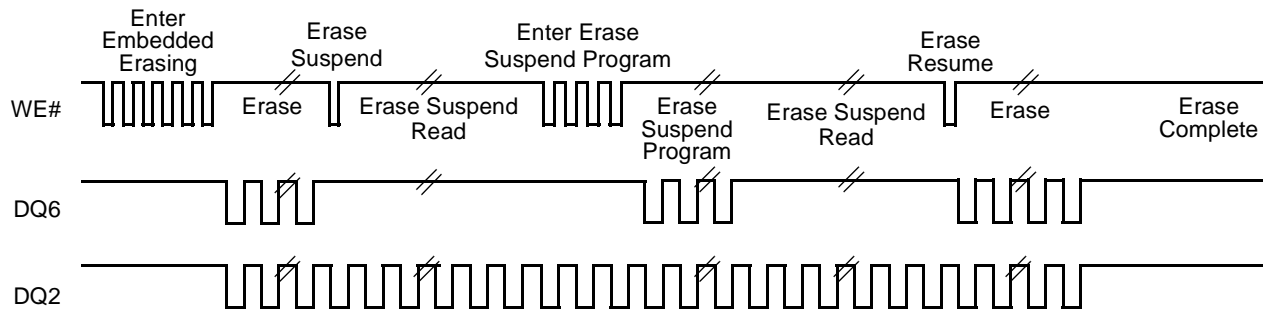 Enter
Embedded
Erasing
Erase
Suspend
Enter Erase
Suspend Program
Erase
Resume
WE#
Erase
Erase Suspend
Read
Erase
Suspend
Program
Erase Suspend
Read
Erase
Erase
Complete
DQ6
DQ2